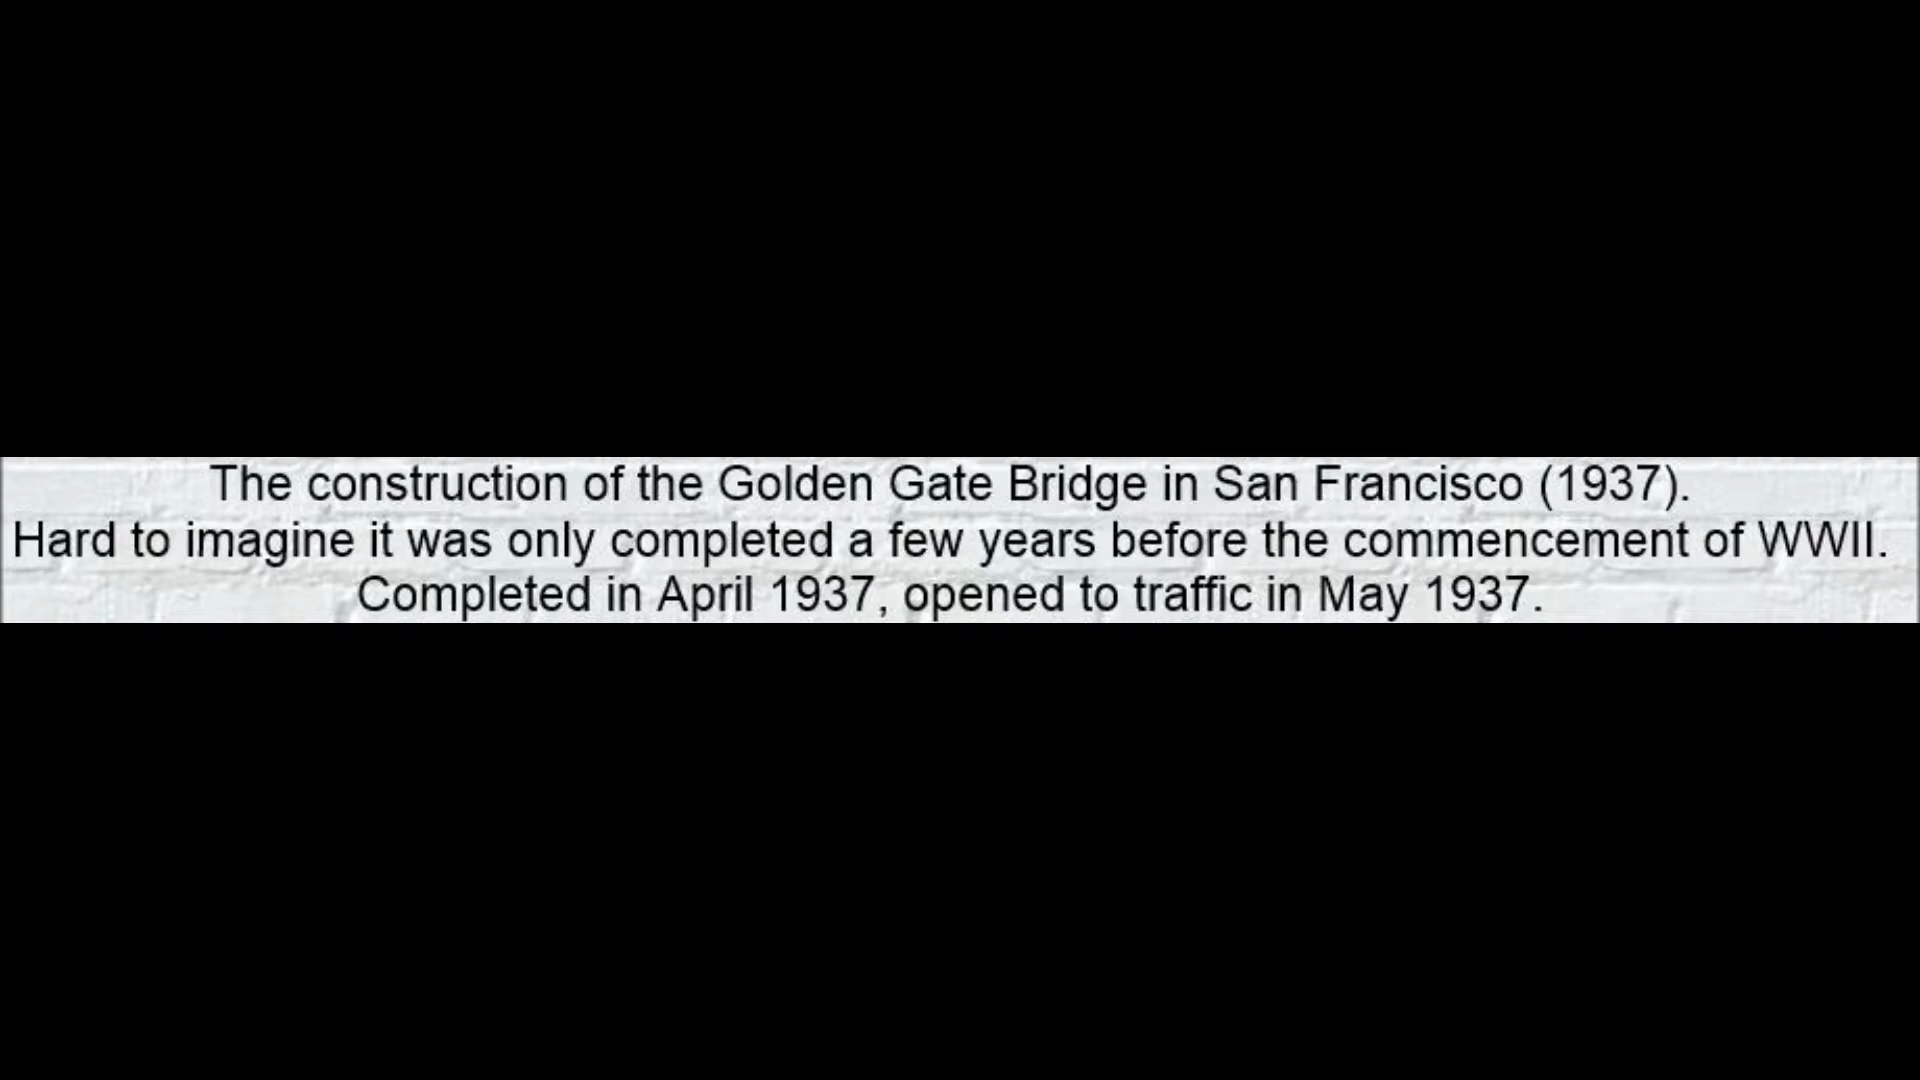 The construction of the Golden Gate Bridge in San Francisco (1937).
Hard to imagine it was only completed a few years before the commencement of WWII.
Completed in April 1937, opened to traffic in May 1937.